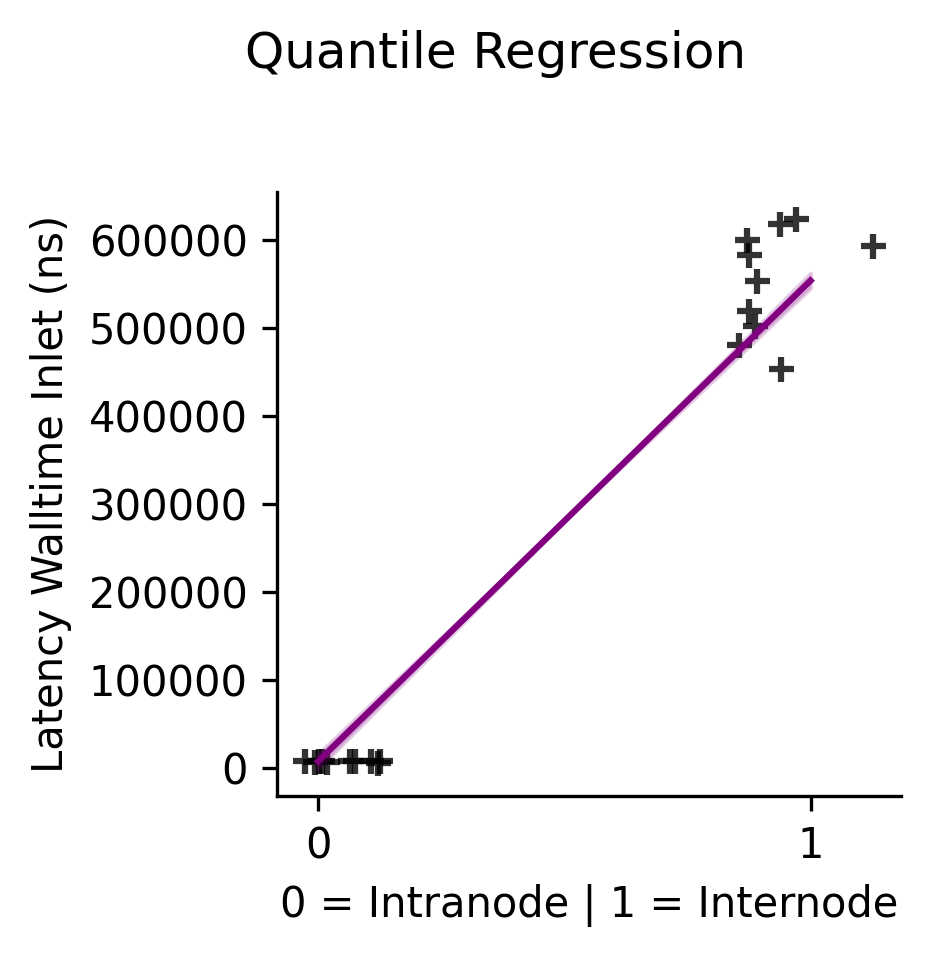 Quantile Regression
Latency Walltime Inlet (ns)
600000
500000
400000
300000
200000
100000
0
0 1
0 = Intranode | 1 = Internode